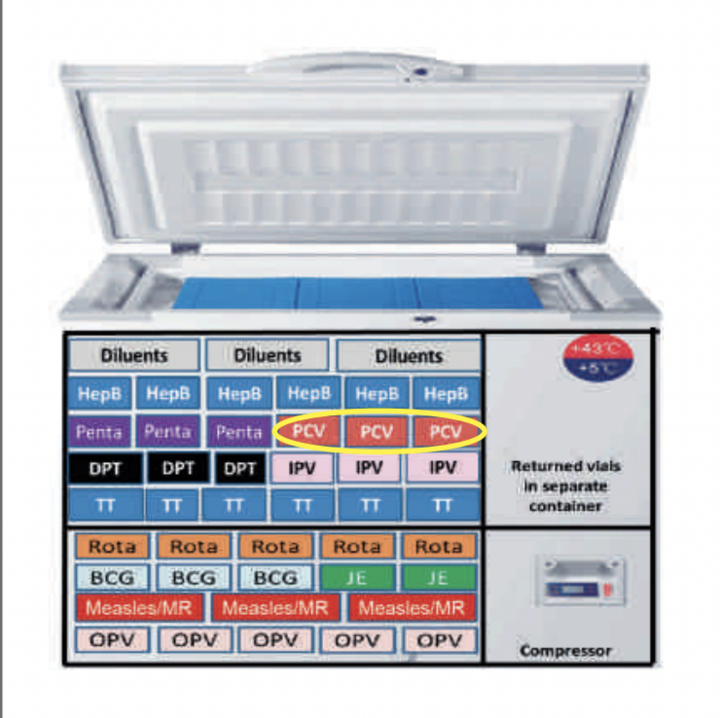 Diluents Diluents Diluents
+43°C
+5°C
HepB HepB HepB HepB HepB HepB
Penta Penta Penta PCV PCV PCV
DPT DPT DPT IPV IPV IPV
TT TT TT TT TT TT
Returned vials
in separate
container
Rota Rota Rota Rota Rota
BCG BCG BCG JE JE
Measles/MR Measles/MR Measles/MR
OPV OPV OPV OPV OPV
Compressor